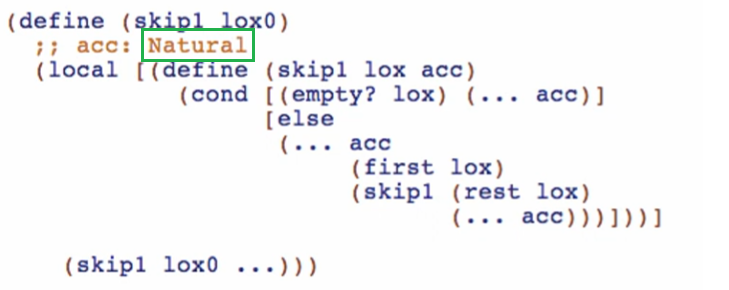 (define (skip1 lox0)
;; acc: Natural
(local [(define (skip1 lox acc)
(cond [(empty? lox) (... acc)]
[else
(... acc
(first lox)
(skip1 (rest lox)
(... acc)))]))]
(skip1 lox0 ...)))